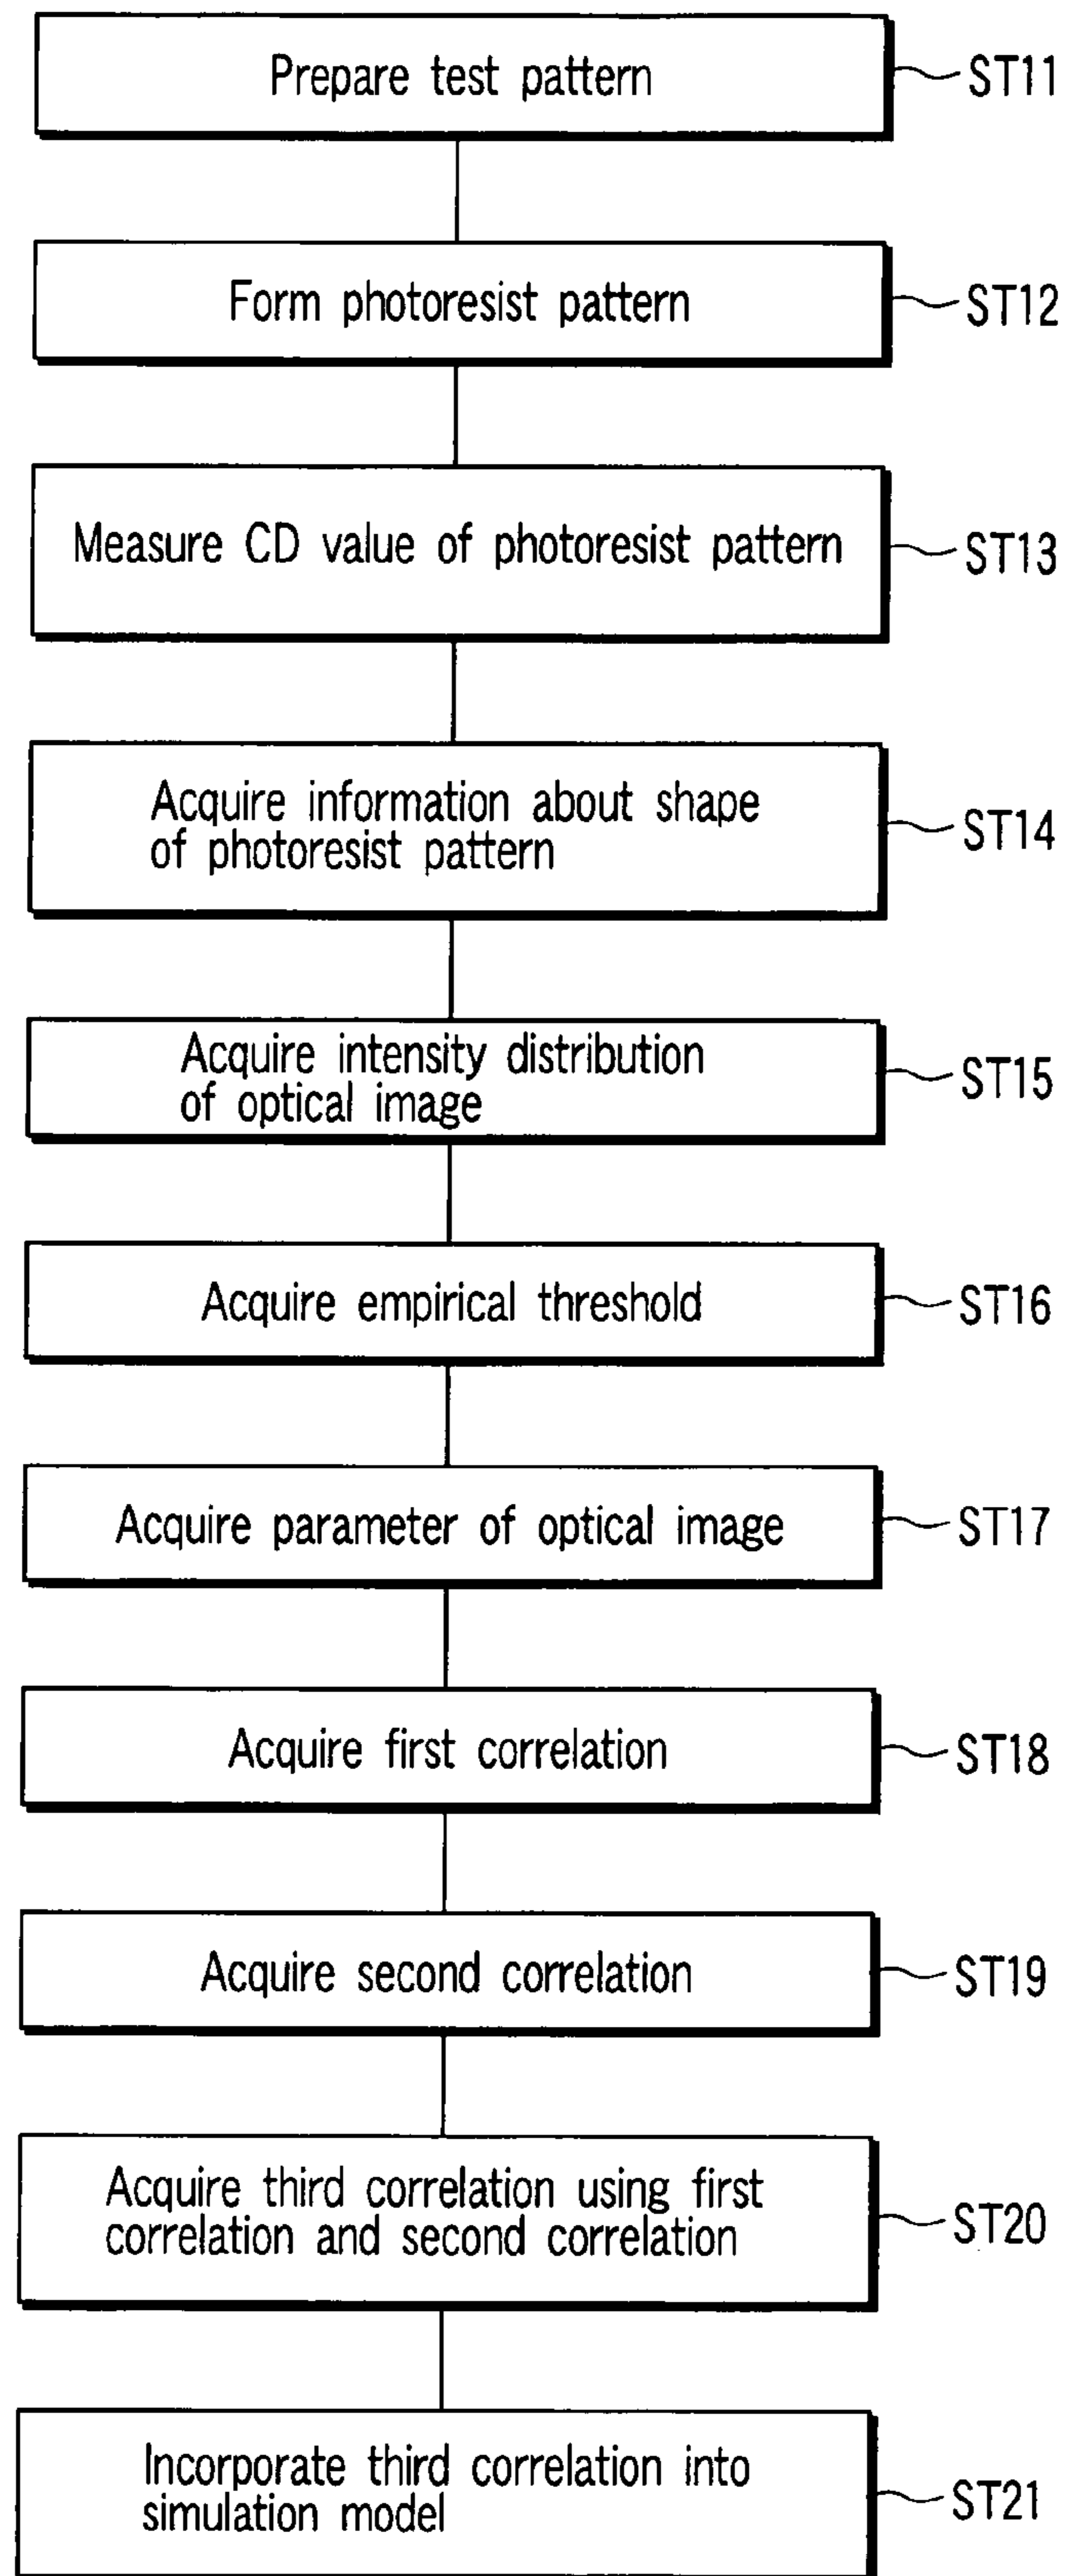 Prepare test pattern
ST11
Form photoresist pattern
ST12
Measure CD value of photoresist pattern
ST13
Acquire information about shape
of photoresist pattern
ST14
Acquire intensity distribution
of optical image
ST15
Acquire empirical threshold
ST16
Acquire parameter of optical image
ST17
Acquire first correlation
ST18
Acquire second correlation
ST19
Acquire third correlation using first
correlation and second correlation
ST20
Incorporate third correlation into
simulation model
ST21